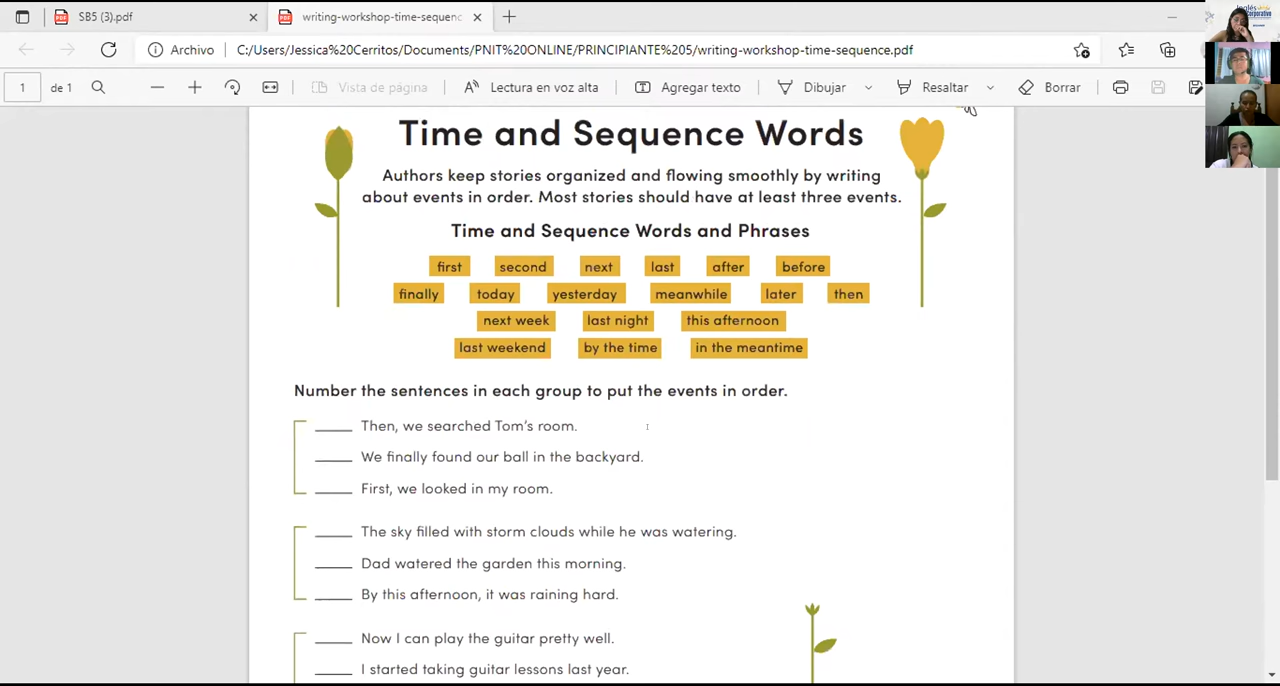 SB5 (3).pdf
writing-workshop-time-sequenc
Archivo
C:/Users/Jessica%20Cerritos/Documents/PNIT%20ONLINE/PRINCIPIANTE%205/writing-workshop-time-sequence.pdf
1 de 1
Vista de página
Lectura en voz alta
Agregar texto
Dibujar
Resaltar
Borrar
Time and Sequence Words
Authors keep stories organized and flowing smoothly by writing
about events in order. Most stories should have at least three events.
Time and Sequence Words and Phrases
first second next last after before
finally today yesterday meanwhile later then
next week last night this afternoon
last weekend by the time in the meantime
Number the sentences in each group to put the events in order.
____ Then, we searched Tom's room.
____ We finally found our ball in the backyard.
____ First, we looked in my room.
____ The sky filled with storm clouds while he was watering.
____ Dad watered the garden this morning.
____ By this afternoon, it was raining hard.
____ Now I can play the guitar pretty well.
____ I started taking guitar lessons last year.